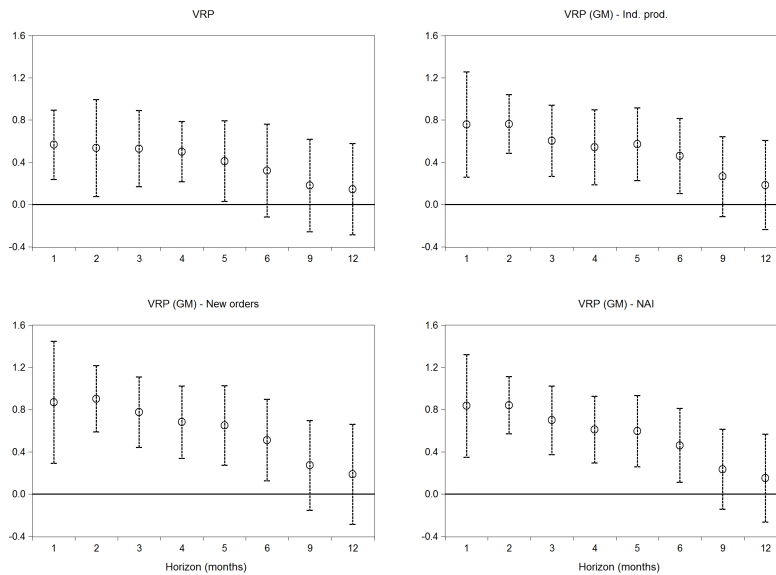 VRP
1.6
1.2
0.8
0.4
0.0
-0.4
1 2 3 4 5 6 9 12
VRP (GM) - Ind. prod.
1.6
1.2
0.8
0.4
0.0
-0.4
1 2 3 4 5 6 9 12
VRP (GM) - New orders
1.6
1.2
0.8
0.4
0.0
-0.4
1 2 3 4 5 6 9 12
Horizon (months)
VRP (GM) - NAI
1.6
1.2
0.8
0.4
0.0
-0.4
1 2 3 4 5 6 9 12
Horizon (months)